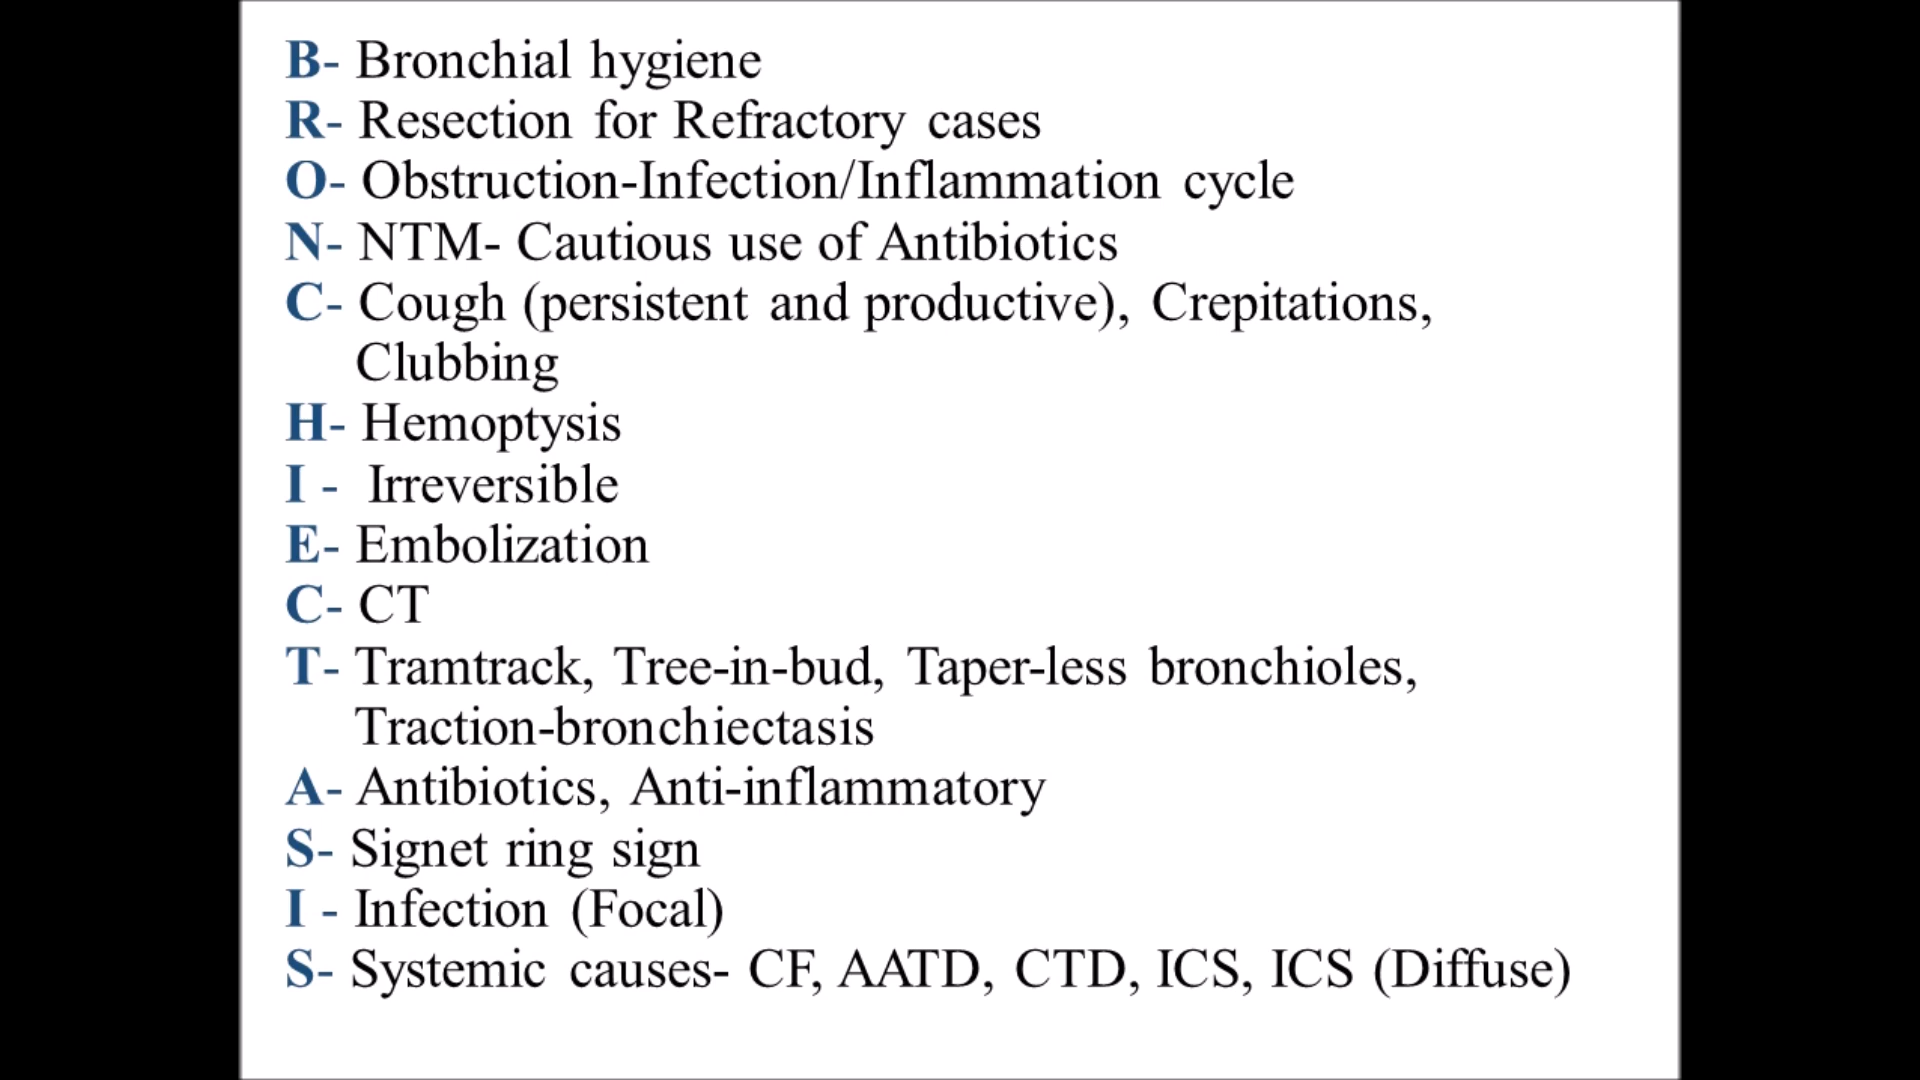 B- Bronchial hygiene
R- Resection for Refractory cases
O- Obstruction-Infection/Inflammation cycle
N- NTM- Cautious use of Antibiotics
C- Cough (persistent and productive), Crepitations,
Clubbing
H- Hemoptysis
I - Irreversible
E- Embolization
C- CT
T- Tramtrack, Tree-in-bud, Taper-less bronchioles,
Traction-bronchiectasis
A- Antibiotics, Anti-inflammatory
S- Signet ring sign
I - Infection (Focal)
S- Systemic causes- CF, AATD, CTD, ICS, ICS (Diffuse)